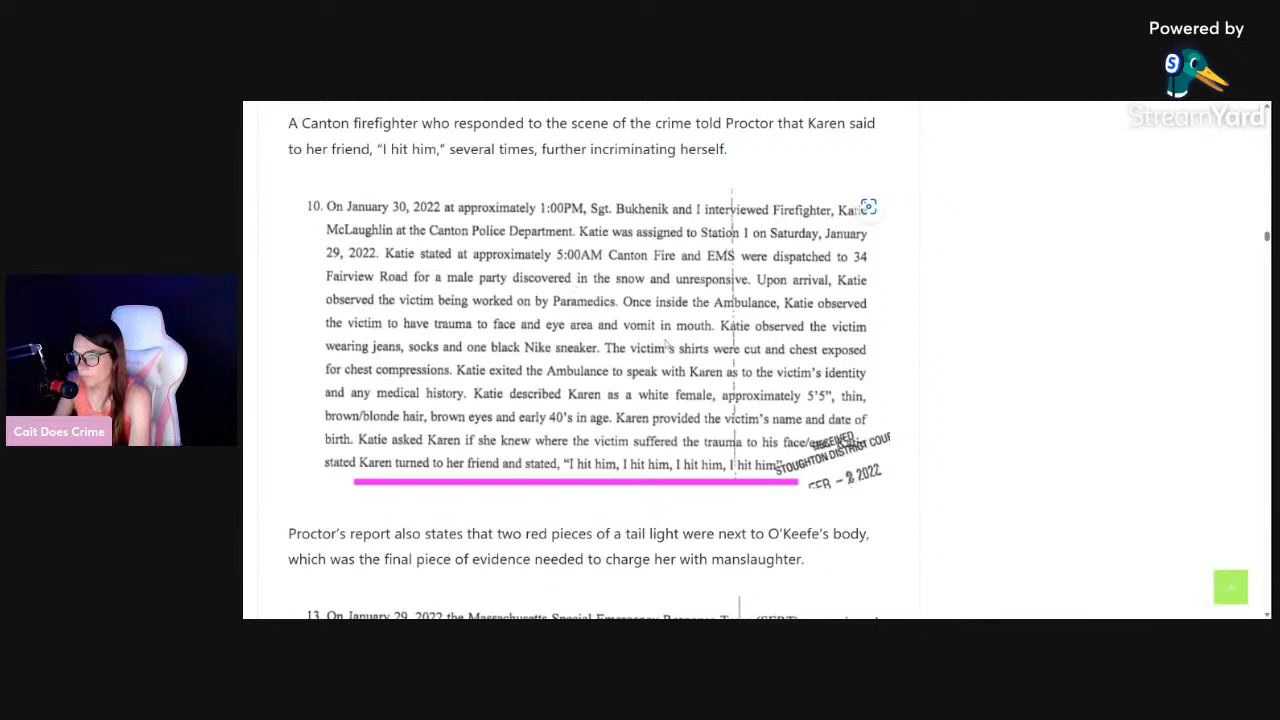 Powered by
S
StreamYard
A Canton firefighter who responded to the scene of the crime told Proctor that Karen said
to her friend, “I hit him,” several times, further incriminating herself.
10. On January 30, 2022 at approximately 1:00PM, Sgt. Bukhenik and I interviewed Firefighter, Katie
McLaughlin at the Canton Police Department. Katie was assigned to Station 1 on Saturday, January
29, 2022. Katie stated at approximately 5:00AM Canton Fire and EMS were dispatched to 34
Fairview Road for a male party discovered in the snow and unresponsive. Upon arrival, Katie
observed the victim being worked on by Paramedics. Once inside the Ambulance, Katie observed
the victim to have trauma to face and eye area and vomit in mouth. Katie observed the victim
wearing jeans, socks and one black Nike sneaker. The victim's shirts were cut and chest exposed
for chest compressions. Katie exited the Ambulance to speak with Karen as to the victim's identity
and any medical history. Katie described Karen as a white female, approximately 5'5”, thin,
brown/blonde hair, brown eyes and early 40's in age. Karen provided the victim's name and date of
birth. Katie asked Karen if she knew where the victim suffered the trauma to his face/
stated Karen turned to her friend and stated, “I hit him, I hit him, I hit him, I hit him”
RECEIVED
STOUGHTON DISTRICT COUR
FEB - 2 2022
Cait Does Crime
Proctor’s report also states that two red pieces of a tail light were next to O’Keefe’s body,
which was the final piece of evidence needed to charge her with manslaughter.
13. On January 29, 2022 the Massachusetts Special Emergency Response Team (SERT)